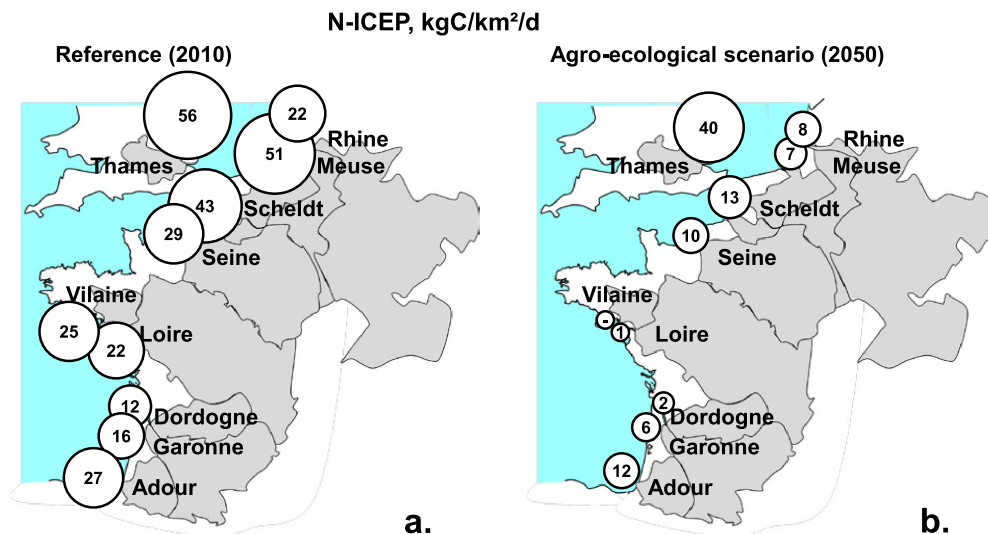 N-ICEP, kgC/km²/d
Reference (2010)
56
22
Rhine
Thames
51
Meuse
43
Scheldt
29
Seine
Vilaine
25
Loire
22
12
Dordogne
16
Garonne
27
Adour
a.
Agro-ecological scenario (2050)
40
8
Rhine
Thames
7
Meuse
13
Scheldt
10
Seine
Vilaine
-
1
Loire
2
Dordogne
6
Garonne
12
Adour
b.